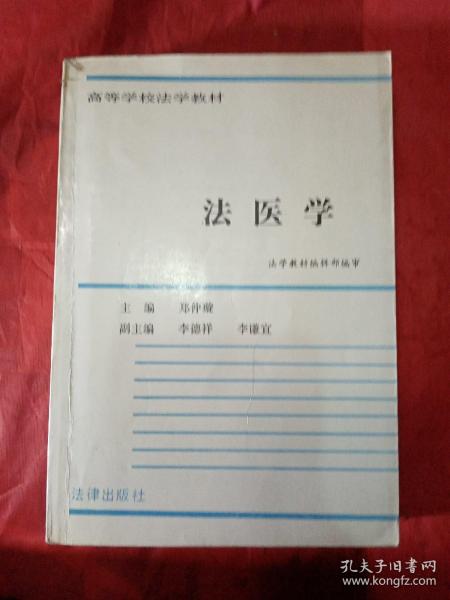 高等学校法学教材
法医学
法学教材编辑部编审
主 编 郑仲璇
副主编 李德祥 李谦宜
法律出版社
孔夫子旧书网
www.kongfz.com